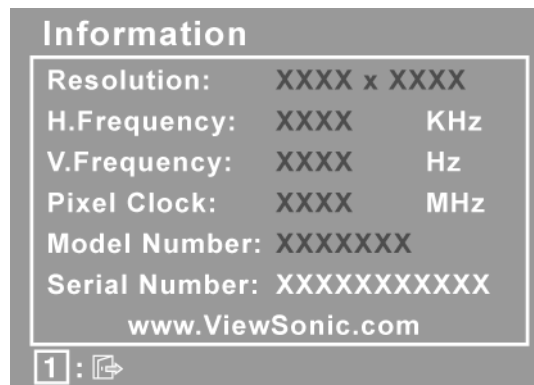 Information
Resolution: XXXX x XXXX
H.Frequency: XXXX KHz
V.Frequency: XXXX Hz
Pixel Clock: XXXX MHz
Model Number: XXXXXXX
Serial Number: XXXXXXXXXXX
www.ViewSonic.com
1 :